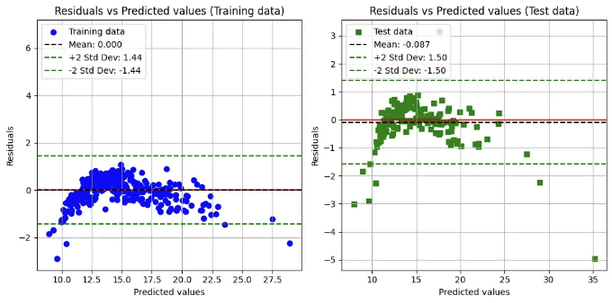 Residuals vs Predicted values (Training data)
Residuals
6
4
2
0
−2
Training data
Mean: 0.000
+2 Std Dev: 1.44
-2 Std Dev: -1.44
10.0 12.5 15.0 17.5 20.0 22.5 25.0 27.5
Predicted values
Residuals vs Predicted values (Test data)
Residuals
3
2
1
0
−1
−2
−3
−4
−5
Test data
Mean: -0.087
+2 Std Dev: 1.50
-2 Std Dev: -1.50
10 15 20 25 30 35
Predicted values